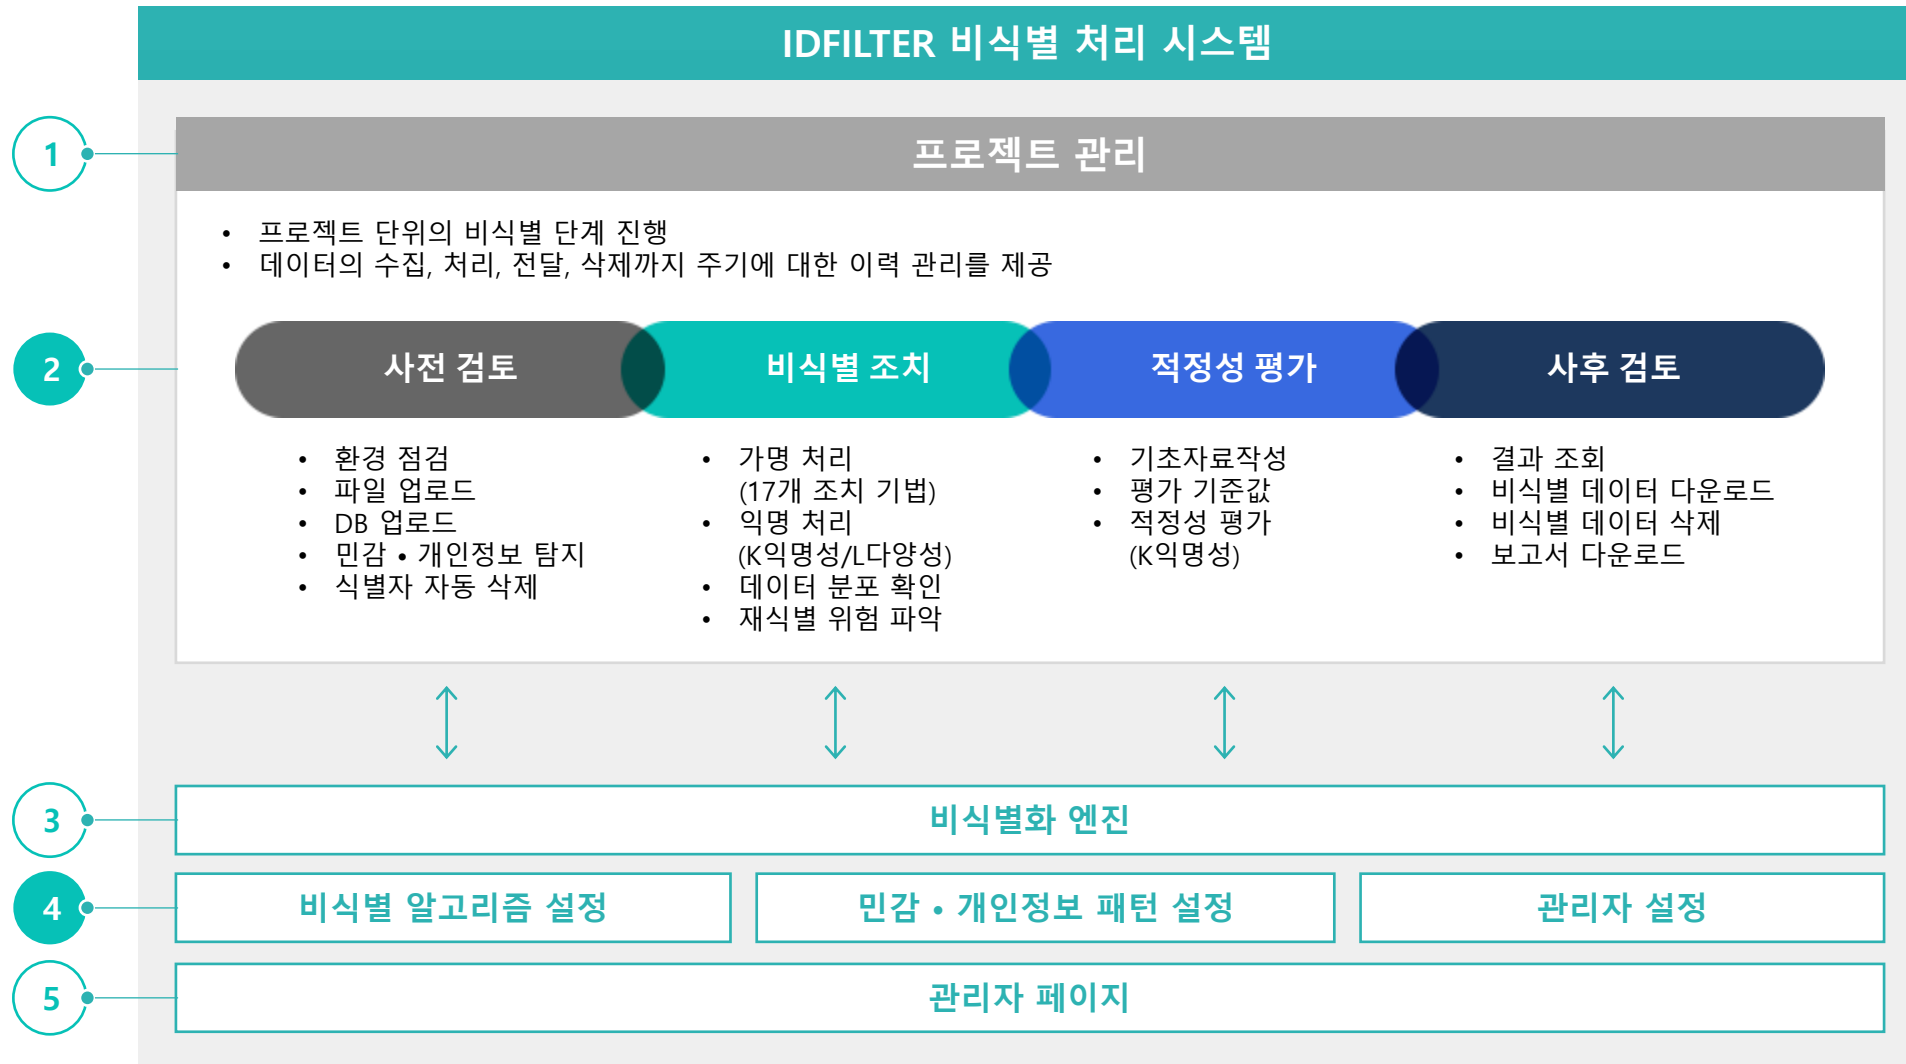 IDFILTER 비식별 처리 시스템
1
프로젝트 관리
• 프로젝트 단위의 비식별 단계 진행
• 데이터의 수집, 처리, 전달, 삭제까지 주기에 대한 이력 관리를 제공
2
사전 검토
비식별 조치
적정성 평가
사후 검토
• 환경 점검
• 파일 업로드
• DB 업로드
• 민감 • 개인정보 탐지
• 식별자 자동 삭제
• 가명 처리
(17개 조치 기법)
• 익명 처리
(K익명성/L다양성)
• 데이터 분포 확인
• 재식별 위험 파악
• 기초자료작성
• 평가 기준값
• 적정성 평가
(K익명성)
• 결과 조회
• 비식별 데이터 다운로드
• 비식별 데이터 삭제
• 보고서 다운로드
3
비식별화 엔진
4
비식별 알고리즘 설정
민감 • 개인정보 패턴 설정
관리자 설정
5
관리자 페이지